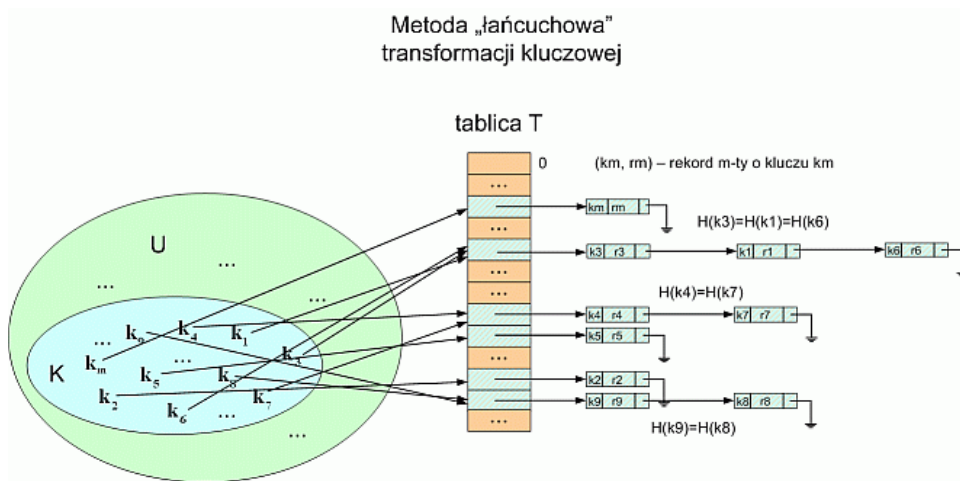 Metoda „łańcuchowa”
transformacji kluczowej
tablica T
0
(km, rm) – rekord m-ty o kluczu km
...
km rm
H(k3)=H(k1)=H(k6)
...
k3 r3 k1 r1 k6 r6
...
...
H(k4)=H(k7)
k4 r4 k7 r7
k5 r5
...
k2 r2
k9 r9 k8 r8
...
H(k9)=H(k8)
U
...
...
...
k9 k4 k1
...
km ... k3
K k5 k8
k2 k7
k6 ...
...